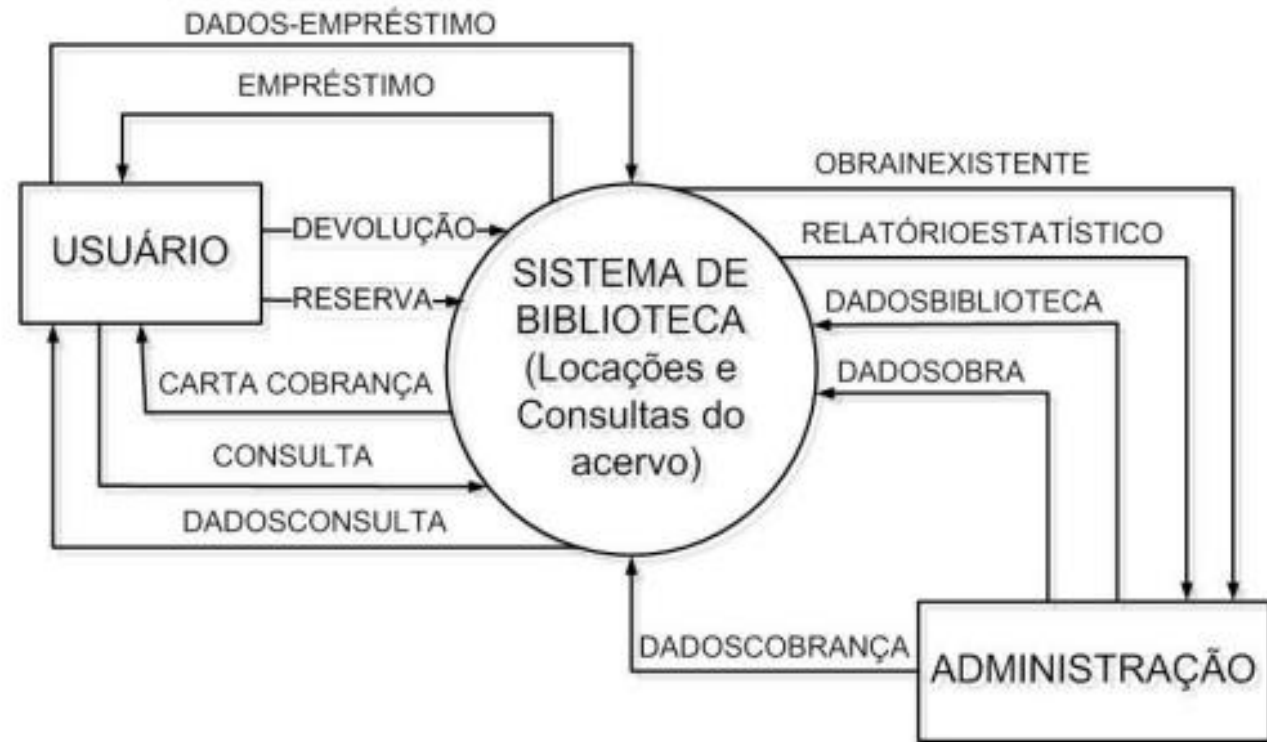 DADOS-EMPRÉSTIMO
EMPRÉSTIMO
OBRAINEXISTENTE
USUÁRIO
DEVOLUÇÃO
RELATÓRIOESTATÍSTICO
SISTEMA DE
BIBLIOTECA
(Locações e
Consultas do
acervo)
RESERVA
DADOSBIBLIOTECA
CARTA COBRANÇA
DADOSOBRA
CONSULTA
DADOSCONSULTA
DADOSCOBRANÇA
ADMINISTRAÇÃO